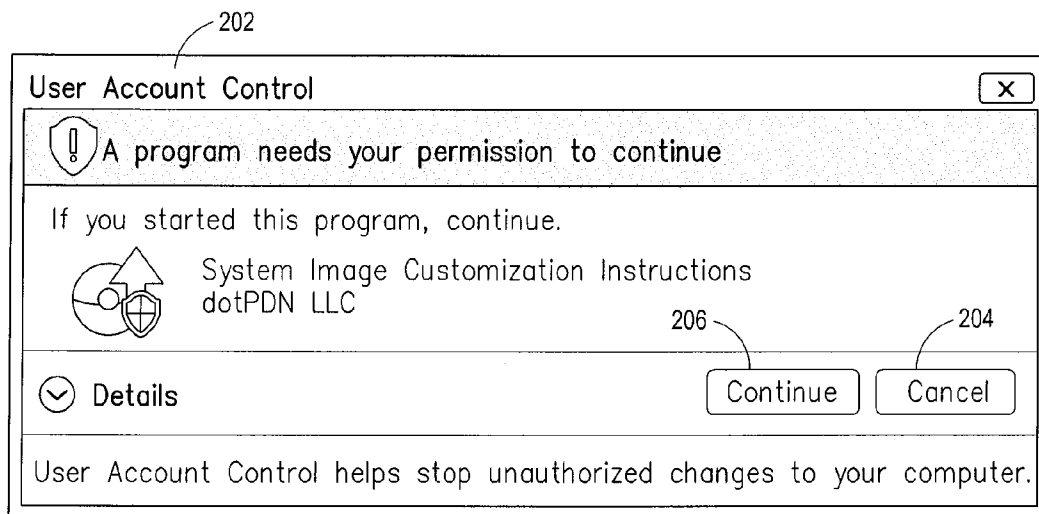 202
User Account Control X
A program needs your permission to continue
If you started this program, continue.
System Image Customization Instructions
dotPDN LLC
206 204
Details Continue Cancel
User Account Control helps stop unauthorized changes to your computer.